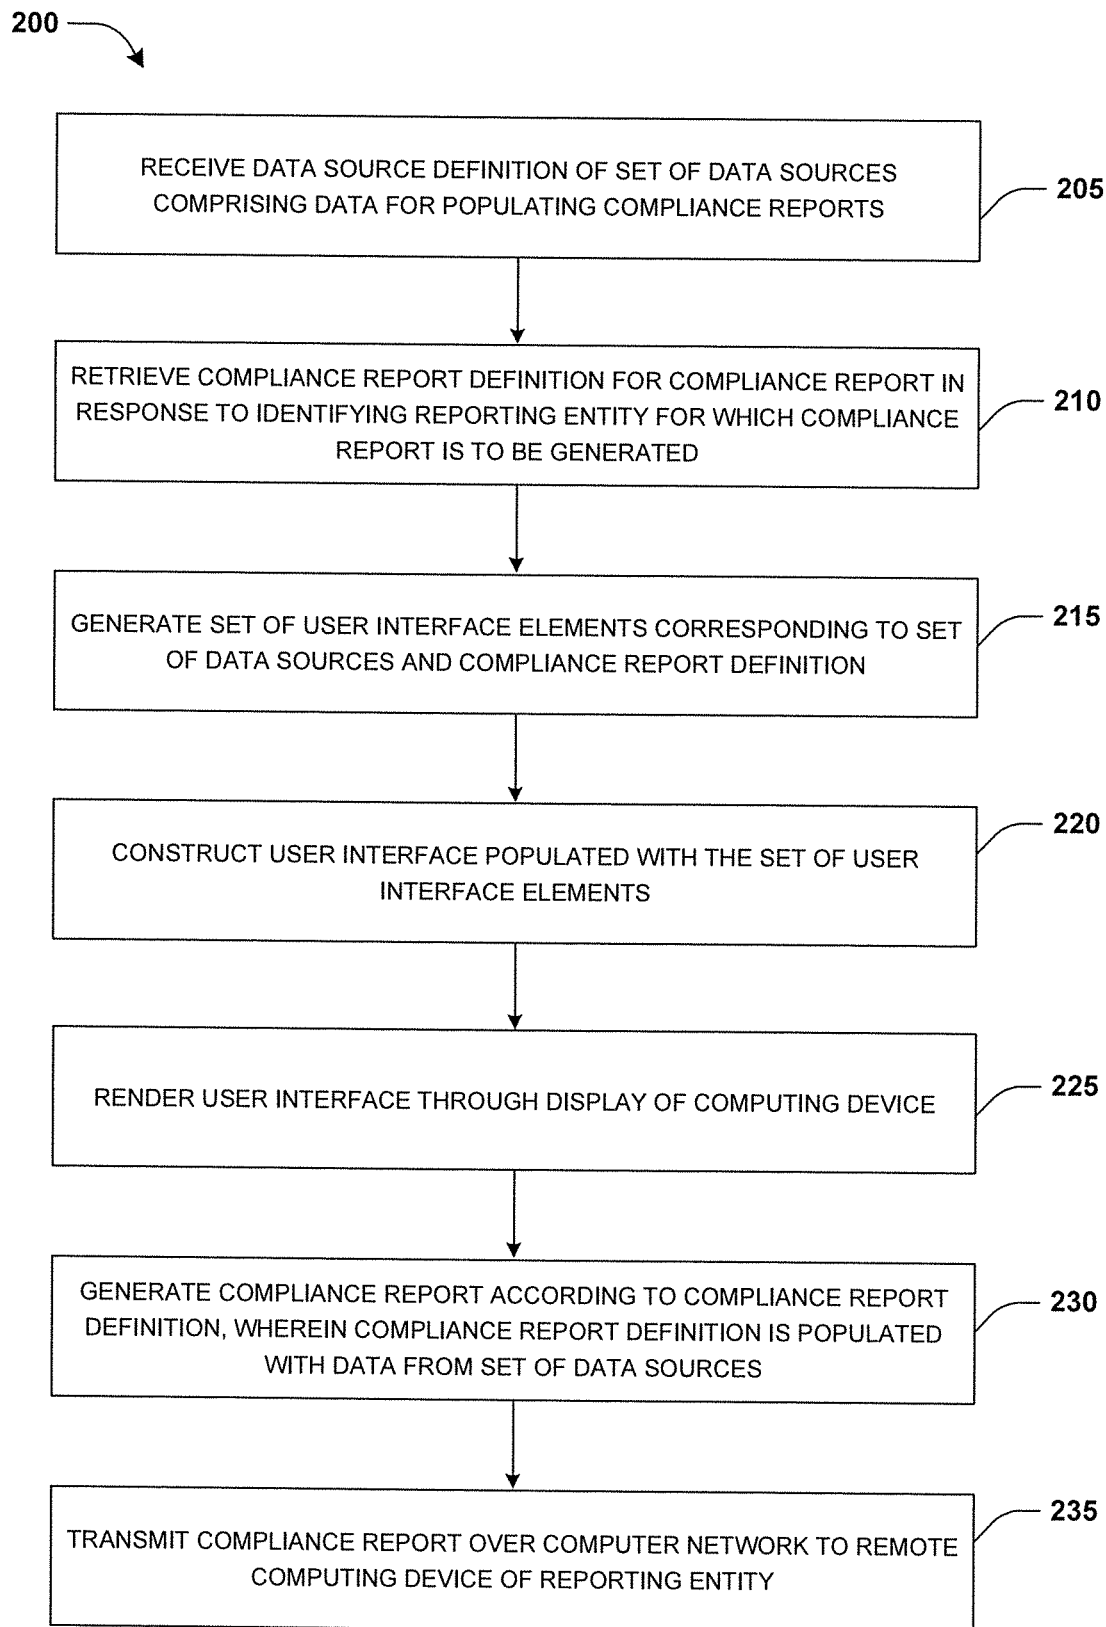 200
RECEIVE DATA SOURCE DEFINITION OF SET OF DATA SOURCES
COMPRISING DATA FOR POPULATING COMPLIANCE REPORTS
205
RETRIEVE COMPLIANCE REPORT DEFINITION FOR COMPLIANCE REPORT IN
RESPONSE TO IDENTIFYING REPORTING ENTITY FOR WHICH COMPLIANCE
REPORT IS TO BE GENERATED
210
GENERATE SET OF USER INTERFACE ELEMENTS CORRESPONDING TO SET
OF DATA SOURCES AND COMPLIANCE REPORT DEFINITION
215
CONSTRUCT USER INTERFACE POPULATED WITH THE SET OF USER
INTERFACE ELEMENTS
220
RENDER USER INTERFACE THROUGH DISPLAY OF COMPUTING DEVICE
225
GENERATE COMPLIANCE REPORT ACCORDING TO COMPLIANCE REPORT
DEFINITION, WHEREIN COMPLIANCE REPORT DEFINITION IS POPULATED
WITH DATA FROM SET OF DATA SOURCES
230
TRANSMIT COMPLIANCE REPORT OVER COMPUTER NETWORK TO REMOTE
COMPUTING DEVICE OF REPORTING ENTITY
235